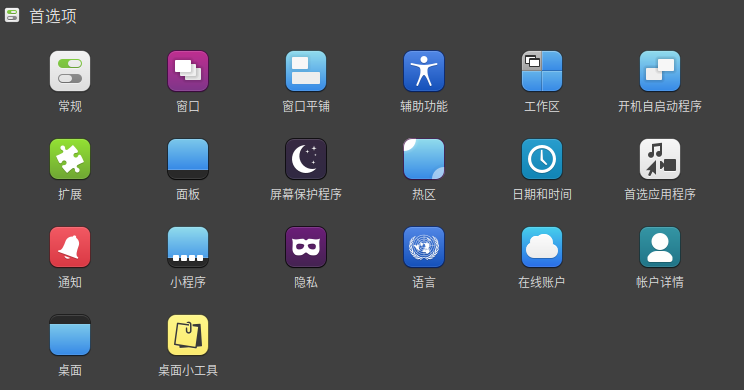 首选项
常规
窗口
窗口平铺
辅助功能
工作区
开机自启动程序
扩展
面板
屏幕保护程序
热区
日期和时间
首选应用程序
通知
小程序
隐私
语言
在线账户
帐户详情
桌面
桌面小工具